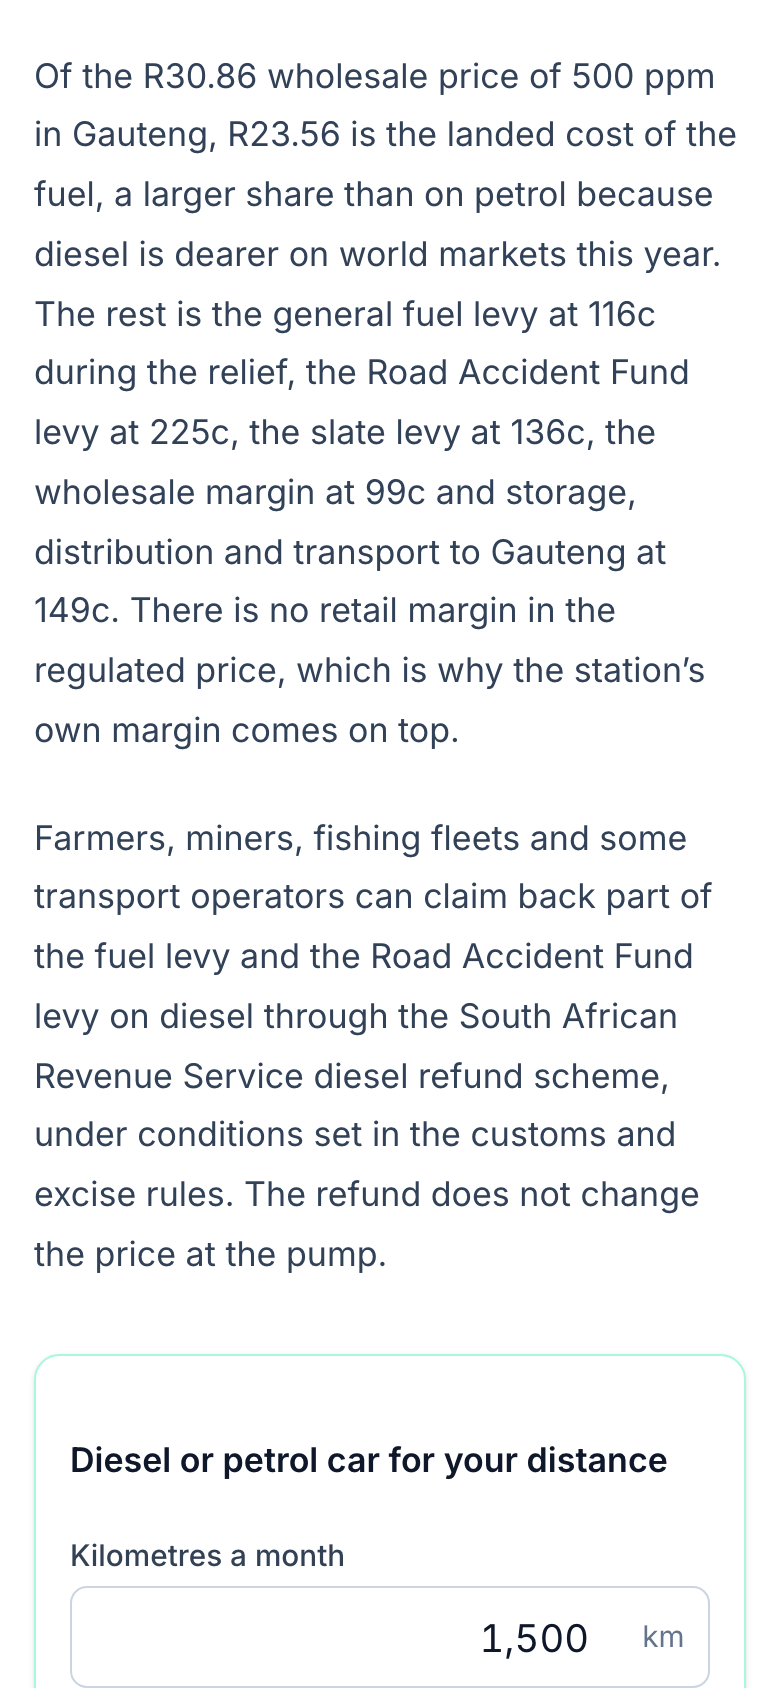 Of the R30.86 wholesale price of 500 ppm
in Gauteng, R23.56 is the landed cost of the
fuel, a larger share than on petrol because
diesel is dearer on world markets this year.
The rest is the general fuel levy at 116c
during the relief, the Road Accident Fund
levy at 225c, the slate levy at 136c, the
wholesale margin at 99c and storage,
distribution and transport to Gauteng at
149c. There is no retail margin in the
regulated price, which is why the station’s
own margin comes on top.
Farmers, miners, fishing fleets and some
transport operators can claim back part of
the fuel levy and the Road Accident Fund
levy on diesel through the South African
Revenue Service diesel refund scheme,
under conditions set in the customs and
excise rules. The refund does not change
the price at the pump.
Diesel or petrol car for your distance
Kilometres a month
1,500 km